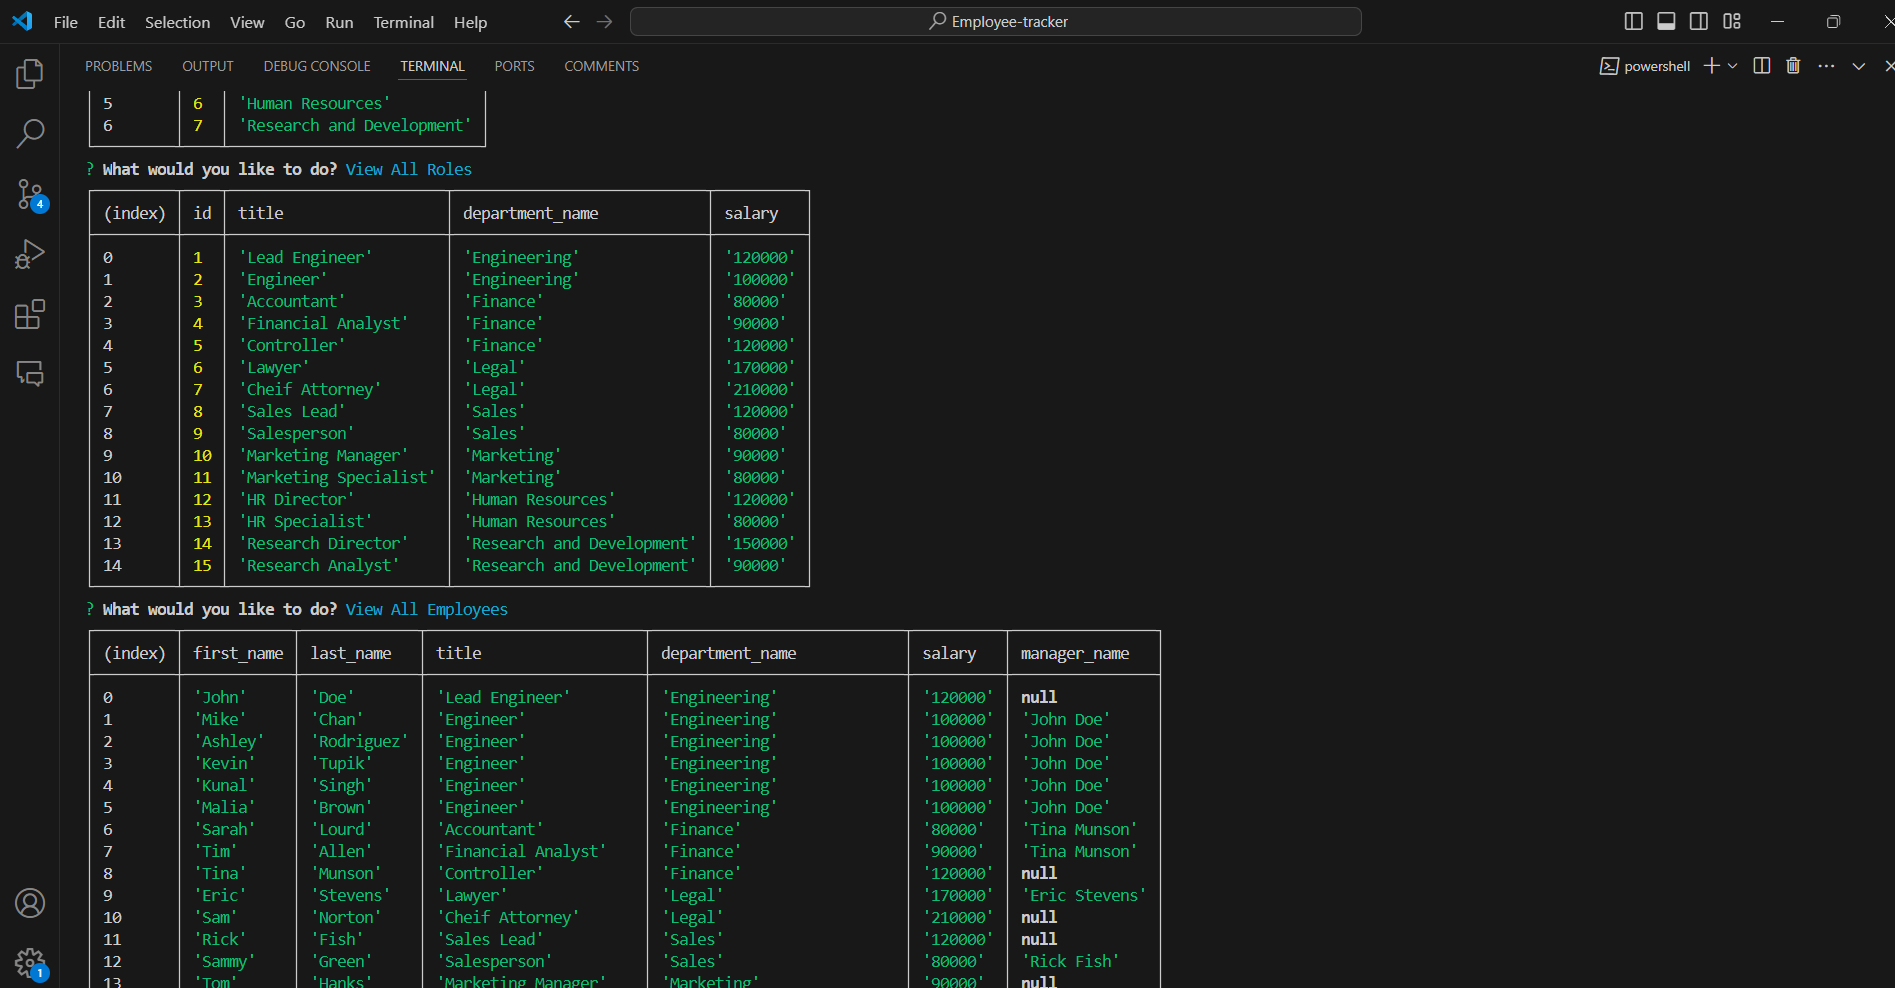 File Edit Selection View Go Run Terminal Help Employee-tracker
PROBLEMS OUTPUT DEBUG CONSOLE TERMINAL PORTS COMMENTS powershell
5 6 'Human Resources'
6 7 'Research and Development'
? What would you like to do? View All Roles
(index) id title department_name salary
0 1 'Lead Engineer' 'Engineering' '120000'
1 2 'Engineer' 'Engineering' '100000'
2 3 'Accountant' 'Finance' '80000'
3 4 'Financial Analyst' 'Finance' '90000'
4 5 'Controller' 'Finance' '120000'
5 6 'Lawyer' 'Legal' '170000'
6 7 'Cheif Attorney' 'Legal' '210000'
7 8 'Sales Lead' 'Sales' '120000'
8 9 'Salesperson' 'Sales' '80000'
9 10 'Marketing Manager' 'Marketing' '90000'
10 11 'Marketing Specialist' 'Marketing' '80000'
11 12 'HR Director' 'Human Resources' '120000'
12 13 'HR Specialist' 'Human Resources' '80000'
13 14 'Research Director' 'Research and Development' '150000'
14 15 'Research Analyst' 'Research and Development' '90000'
? What would you like to do? View All Employees
(index) first_name last_name title department_name salary manager_name
0 'John' 'Doe' 'Lead Engineer' 'Engineering' '120000' null
1 'Mike' 'Chan' 'Engineer' 'Engineering' '100000' 'John Doe'
2 'Ashley' 'Rodriguez' 'Engineer' 'Engineering' '100000' 'John Doe'
3 'Kevin' 'Tupik' 'Engineer' 'Engineering' '100000' 'John Doe'
4 'Kunal' 'Singh' 'Engineer' 'Engineering' '100000' 'John Doe'
5 'Malia' 'Brown' 'Engineer' 'Engineering' '100000' 'John Doe'
6 'Sarah' 'Lourd' 'Accountant' 'Finance' '80000' 'Tina Munson'
7 'Tim' 'Allen' 'Financial Analyst' 'Finance' '90000' 'Tina Munson'
8 'Tina' 'Munson' 'Controller' 'Finance' '120000' null
9 'Eric' 'Stevens' 'Lawyer' 'Legal' '170000' 'Eric Stevens'
10 'Sam' 'Norton' 'Cheif Attorney' 'Legal' '210000' null
11 'Rick' 'Fish' 'Sales Lead' 'Sales' '120000' null
12 'Sammy' 'Green' 'Salesperson' 'Sales' '80000' 'Rick Fish'
13 'Tom' 'Hanks' 'Marketing Manager' 'Marketing' '90000' null
4
1